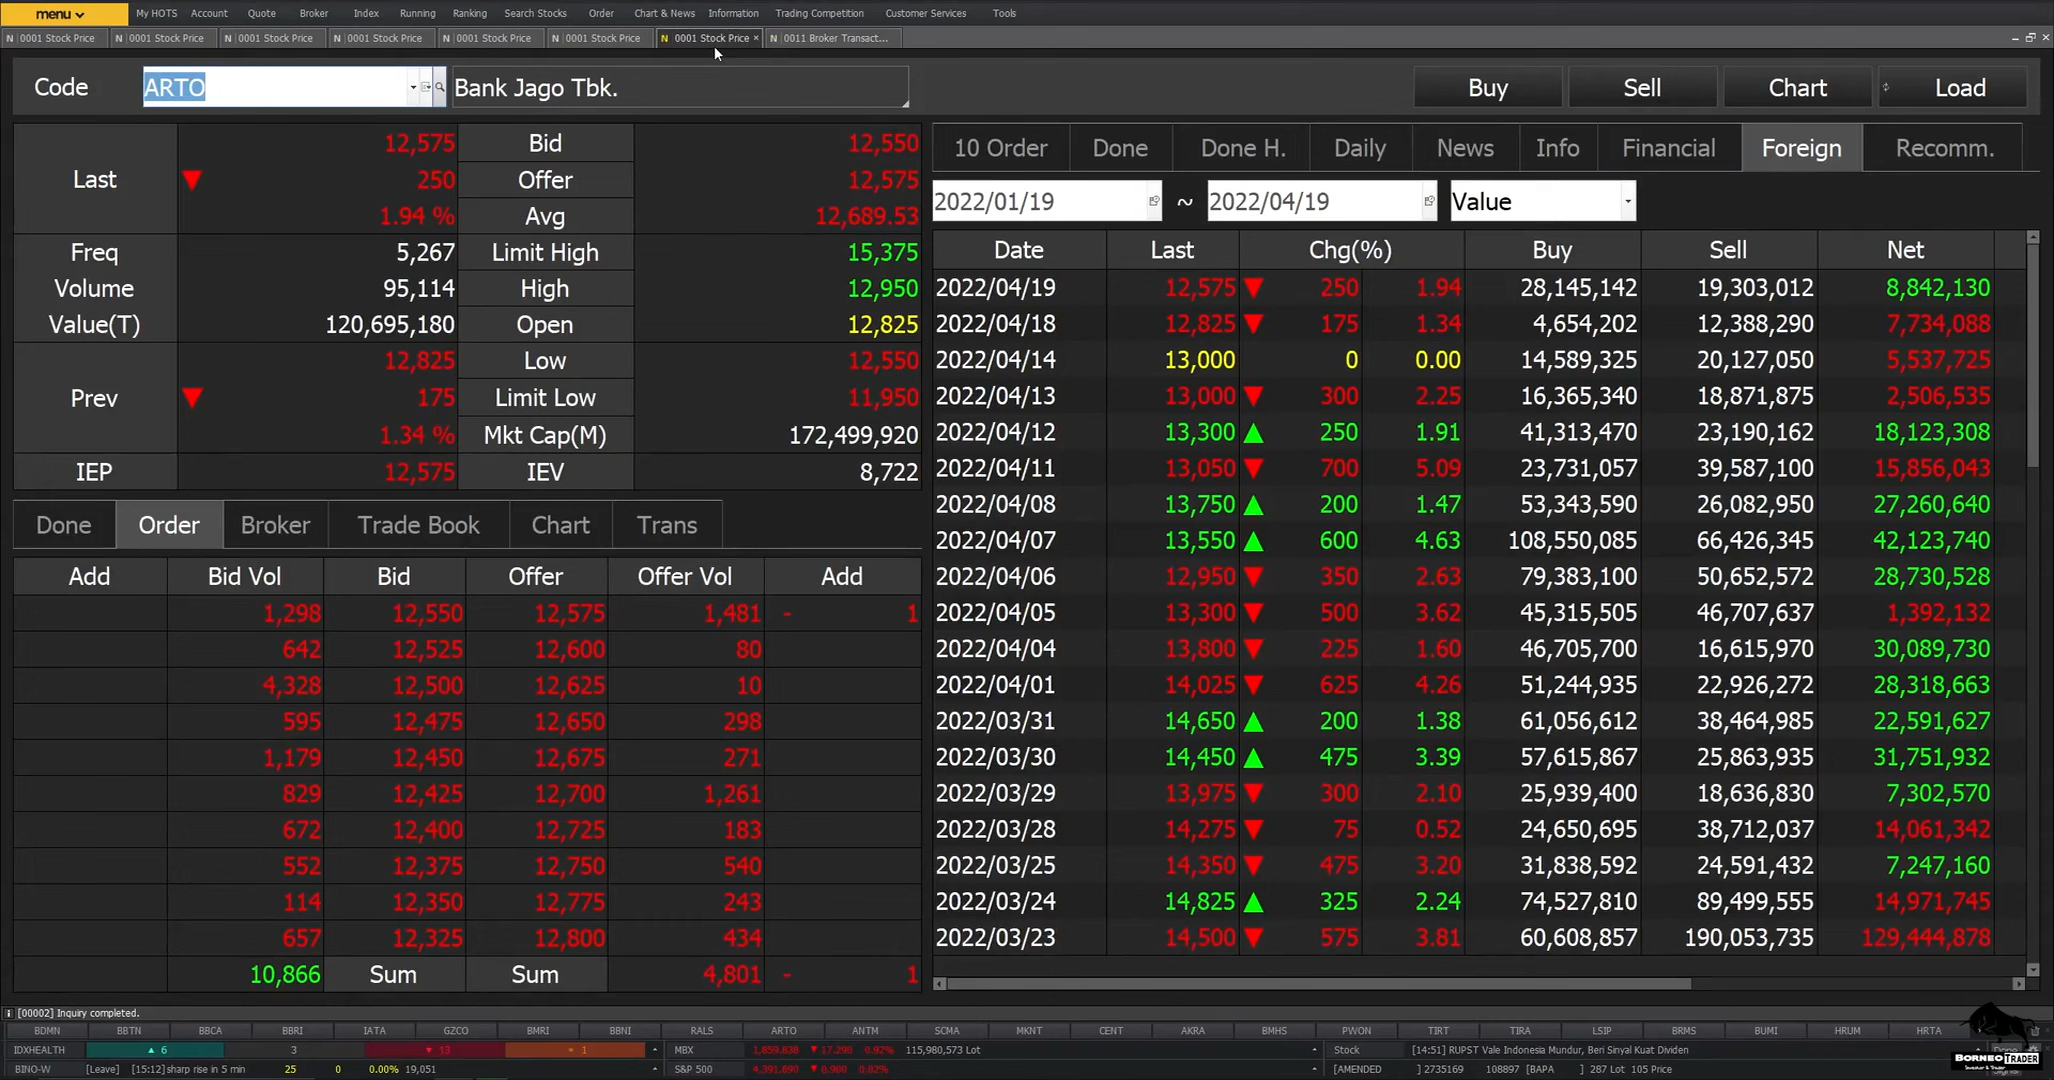 menu My HOTS Account Quote Broker Index Running Ranking Search Stocks Order Chart & News Information Trading Competition Customer Services Tools
N 0001 Stock Price N 0001 Stock Price N 0001 Stock Price N 0001 Stock Price N 0001 Stock Price N 0001 Stock Price N 0001 Stock Price × N 0011 Broker Transact...
Code ARTO Bank Jago Tbk. Buy Sell Chart Load
Last ▼ 12,575 250 1.94 %
Bid 12,550
Offer 12,575
Avg 12,689.53
Freq 5,267 Limit High 15,375
Volume 95,114 High 12,950
Value(T) 120,695,180 Open 12,825
Prev ▼ 12,825 175 1.34 %
Low 12,550
Limit Low 11,950
Mkt Cap(M) 172,499,920
IEP 12,575 IEV 8,722
Done Order Broker Trade Book Chart Trans
Add Bid Vol Bid Offer Offer Vol Add
1,298 12,550 12,575 1,481 - 1
642 12,525 12,600 80
4,328 12,500 12,625 10
595 12,475 12,650 298
1,179 12,450 12,675 271
829 12,425 12,700 1,261
672 12,400 12,725 183
552 12,375 12,750 540
114 12,350 12,775 243
657 12,325 12,800 434
10,866 Sum Sum 4,801 - 1
10 Order Done Done H. Daily News Info Financial Foreign Recomm.
2022/01/19 ~ 2022/04/19 Value
Date Last Chg(%) Buy Sell Net
2022/04/19 12,575 ▼ 250 1.94 28,145,142 19,303,012 8,842,130
2022/04/18 12,825 ▼ 175 1.34 4,654,202 12,388,290 7,734,088
2022/04/14 13,000 0 0.00 14,589,325 20,127,050 5,537,725
2022/04/13 13,000 ▼ 300 2.25 16,365,340 18,871,875 2,506,535
2022/04/12 13,300 ▲ 250 1.91 41,313,470 23,190,162 18,123,308
2022/04/11 13,050 ▼ 700 5.09 23,731,057 39,587,100 15,856,043
2022/04/08 13,750 ▲ 200 1.47 53,343,590 26,082,950 27,260,640
2022/04/07 13,550 ▲ 600 4.63 108,550,085 66,426,345 42,123,740
2022/04/06 12,950 ▼ 350 2.63 79,383,100 50,652,572 28,730,528
2022/04/05 13,300 ▼ 500 3.62 45,315,505 46,707,637 1,392,132
2022/04/04 13,800 ▼ 225 1.60 46,705,700 16,615,970 30,089,730
2022/04/01 14,025 ▼ 625 4.26 51,244,935 22,926,272 28,318,663
2022/03/31 14,650 ▲ 200 1.38 61,056,612 38,464,985 22,591,627
2022/03/30 14,450 ▲ 475 3.39 57,615,867 25,863,935 31,751,932
2022/03/29 13,975 ▼ 300 2.10 25,939,400 18,636,830 7,302,570
2022/03/28 14,275 ▼ 75 0.52 24,650,695 38,712,037 14,061,342
2022/03/25 14,350 ▼ 475 3.20 31,838,592 24,591,432 7,247,160
2022/03/24 14,825 ▲ 325 2.24 74,527,810 89,499,555 14,971,745
2022/03/23 14,500 ▼ 575 3.81 60,608,857 190,053,735 129,444,878
[00002] Inquiry completed.
BDMN BBTN BBCA BBRI IATA GZCO BMRI BBNI RALS ARTO ANTM SCMA MKNT CENT AKRA BMHS PWON TIRT TIRA LSIP BRMS BUMI HRUM HRTA
IDXHEALTH ▲ 6 3 ▼ 13 1 MBX 1,859.838 ▼ 17.290 0.92% 115,980,573 Lot Stock [14:51] RUPST Vale Indonesia Mundur, Beri Sinyal Kuat Dividen
BINO-W [Leave] [15:12] sharp rise in 5 min 25 0 0.00% 19,051 S&P 500 4,391.690 ▼ 0.900 0.02% [AMENDED] 2735169 108897 [BAPA] 287 Lot 105 Price
BORNEO TRADER